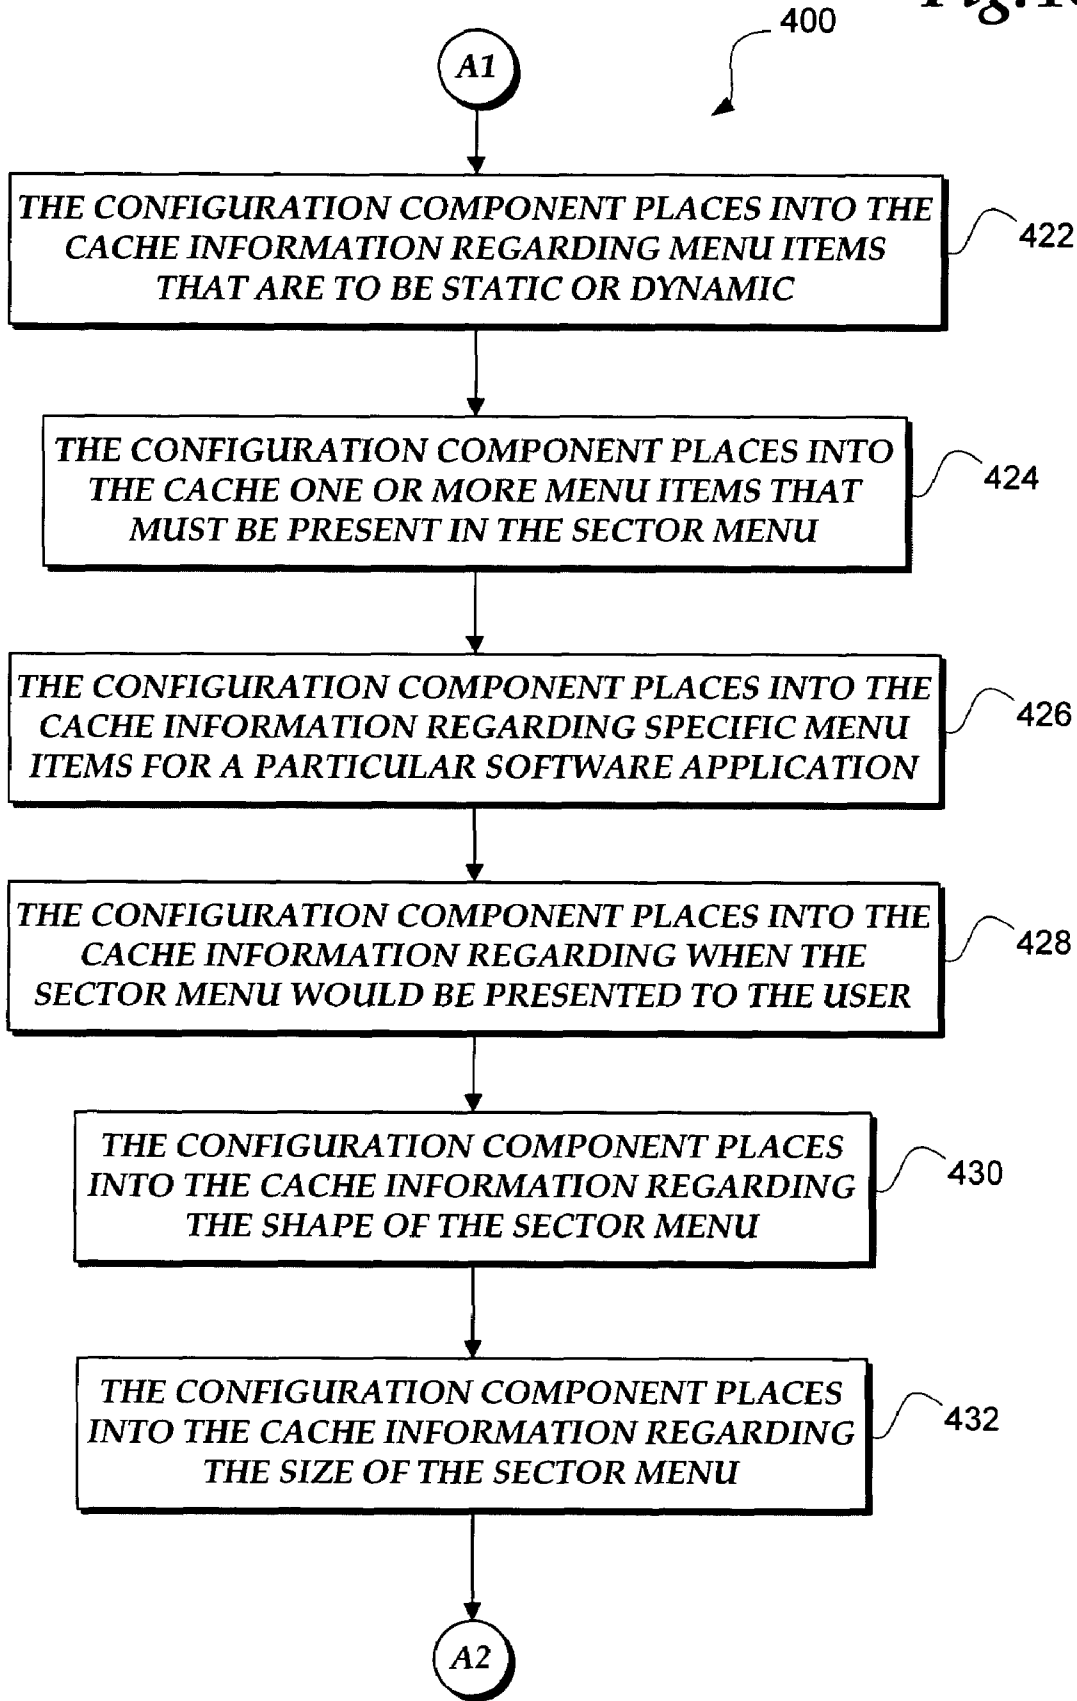 400
A1
THE CONFIGURATION COMPONENT PLACES INTO THE
CACHE INFORMATION REGARDING MENU ITEMS
THAT ARE TO BE STATIC OR DYNAMIC
422
THE CONFIGURATION COMPONENT PLACES INTO
THE CACHE ONE OR MORE MENU ITEMS THAT
MUST BE PRESENT IN THE SECTOR MENU
424
THE CONFIGURATION COMPONENT PLACES INTO THE
CACHE INFORMATION REGARDING SPECIFIC MENU
ITEMS FOR A PARTICULAR SOFTWARE APPLICATION
426
THE CONFIGURATION COMPONENT PLACES INTO THE
CACHE INFORMATION REGARDING WHEN THE
SECTOR MENU WOULD BE PRESENTED TO THE USER
428
THE CONFIGURATION COMPONENT PLACES
INTO THE CACHE INFORMATION REGARDING
THE SHAPE OF THE SECTOR MENU
430
THE CONFIGURATION COMPONENT PLACES
INTO THE CACHE INFORMATION REGARDING
THE SIZE OF THE SECTOR MENU
432
A2